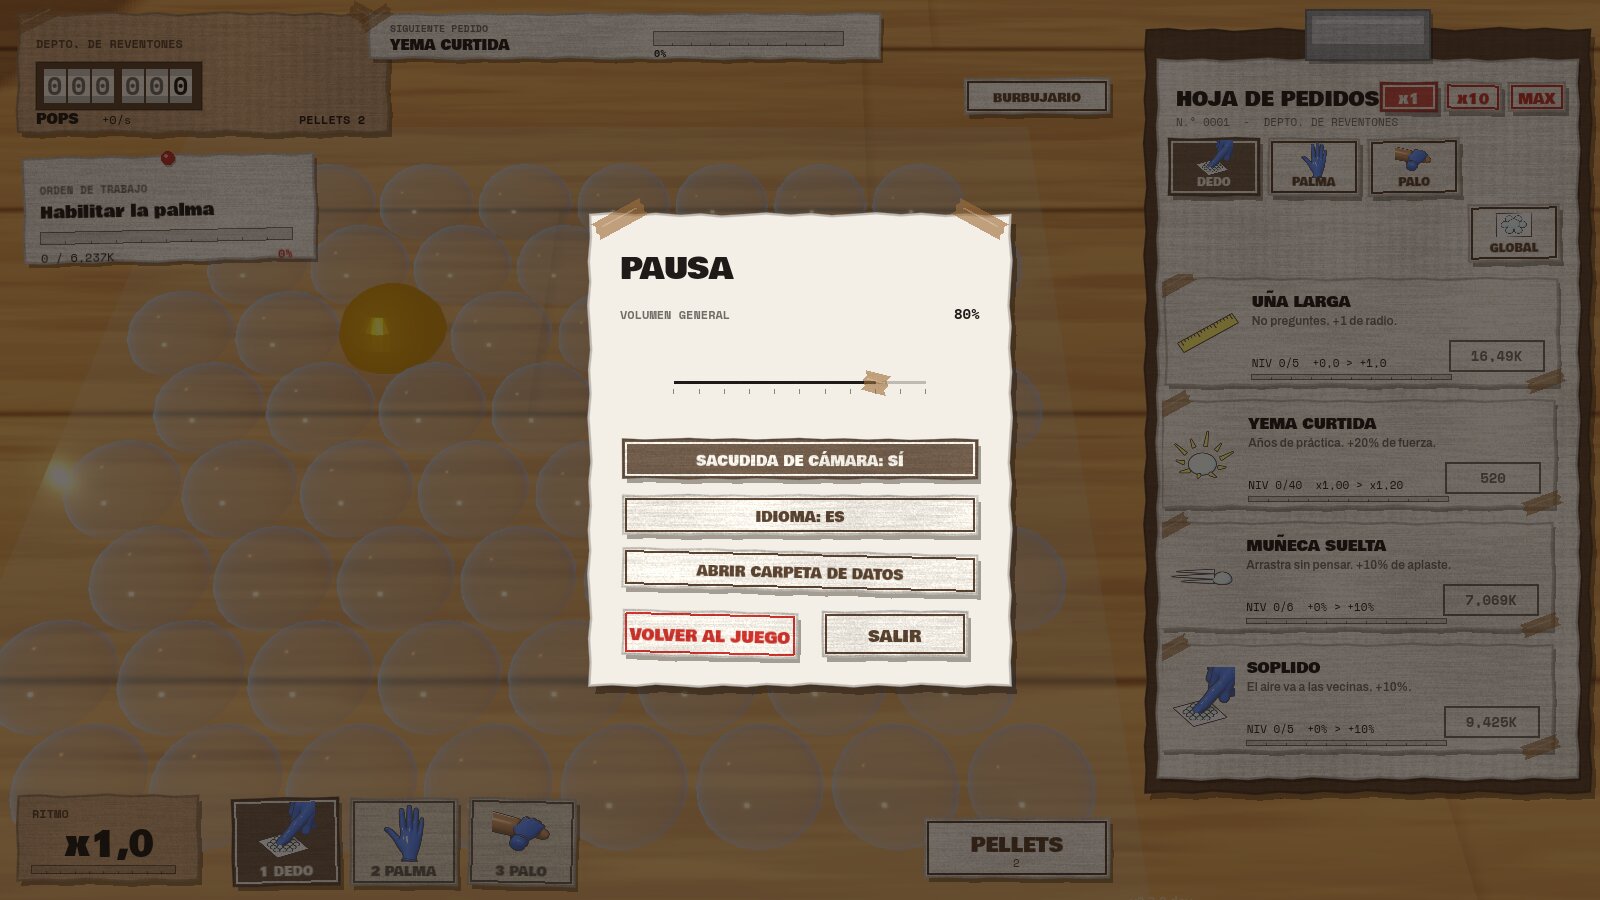 DEPTO. DE REVENTONES
000 000
POPS +0/s PELLETS 2
SIGUIENTE PEDIDO
YEMA CURTIDA
0%
BURBUJARIO
ORDEN DE TRABAJO
Habilitar la palma
0 / 6,237K 0%
PAUSA
VOLUMEN GENERAL 80%
SACUDIDA DE CÁMARA: SÍ
IDIOMA: ES
ABRIR CARPETA DE DATOS
VOLVER AL JUEGO
SALIR
HOJA DE PEDIDOS x1 x10 MAX
N.° 0001 - DEPTO. DE REVENTONES
DEDO
PALMA
PALO
GLOBAL
UÑA LARGA
No preguntes. +1 de radio.
NIV 0/5 +0,0 > +1,0
16,49K
YEMA CURTIDA
Años de práctica. +20% de fuerza.
NIV 0/40 x1,00 > x1,20
520
MUÑECA SUELTA
Arrastra sin pensar. +10% de aplaste.
NIV 0/6 +0% > +10%
7,069K
SOPLIDO
El aire va a las vecinas. +10%.
NIV 0/5 +0% > +10%
9,425K
RITMO
x1,0
1 DEDO
2 PALMA
3 PALO
PELLETS
2